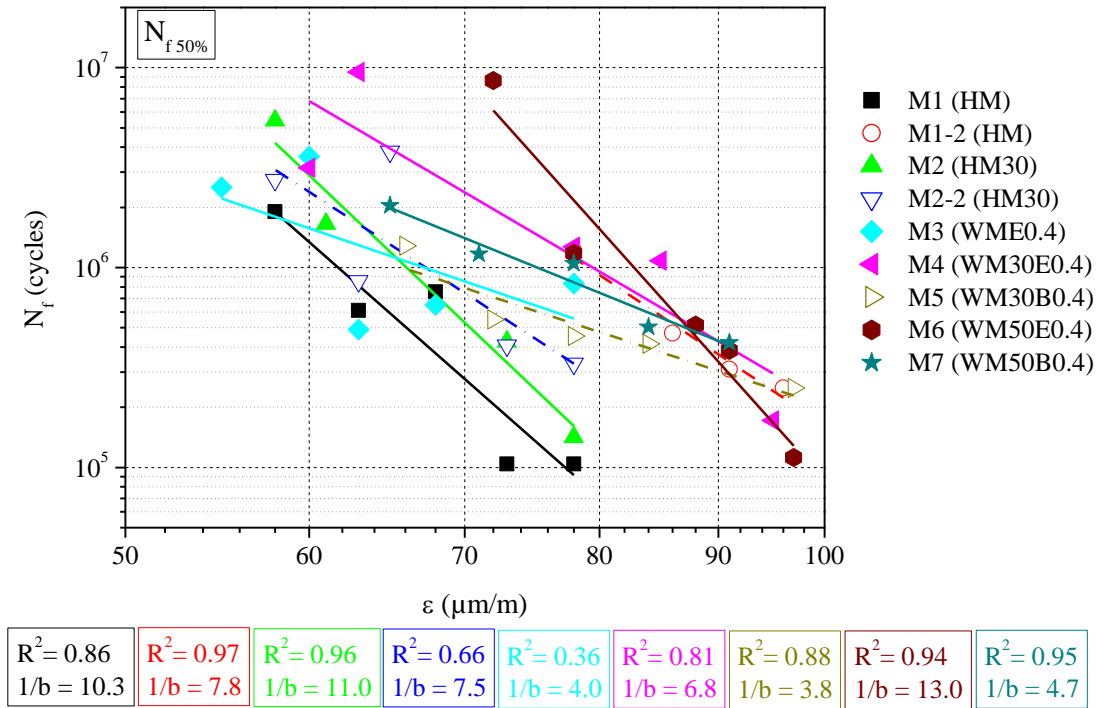 N_f 50%
10^7
10^6
10^5
N_f (cycles)
50
60
70
80
90
100
ε (µm/m)
M1 (HM)
M1-2 (HM)
M2 (HM30)
M2-2 (HM30)
M3 (WME0.4)
M4 (WM30E0.4)
M5 (WM30B0.4)
M6 (WM50E0.4)
M7 (WM50B0.4)
R^2= 0.86
1/b = 10.3
R^2= 0.97
1/b = 7.8
R^2= 0.96
1/b = 11.0
R^2= 0.66
1/b = 7.5
R^2= 0.36
1/b = 4.0
R^2= 0.81
1/b = 6.8
R^2= 0.88
1/b = 3.8
R^2= 0.94
1/b = 13.0
R^2= 0.95
1/b = 4.7